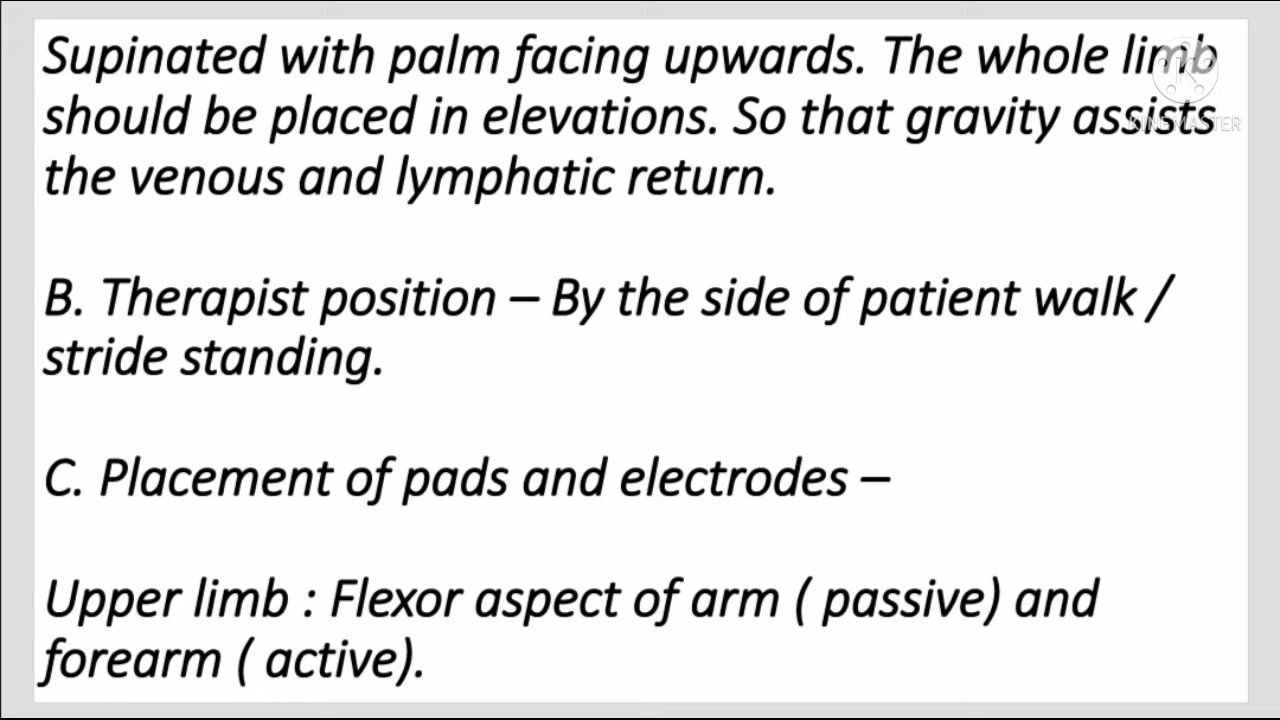 Supinated with palm facing upwards. The whole limb
should be placed in elevations. So that gravity assists
KINEMASTER
the venous and lymphatic return.
B. Therapist position – By the side of patient walk /
stride standing.
C. Placement of pads and electrodes –
Upper limb : Flexor aspect of arm ( passive) and
forearm ( active).